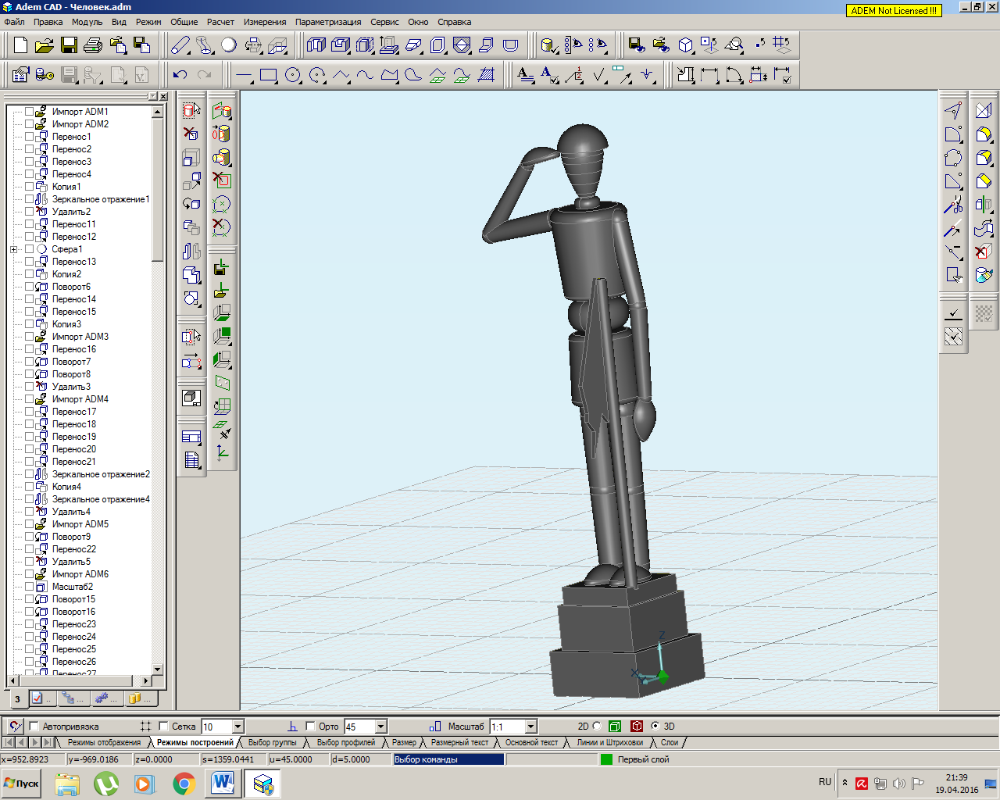 Adem CAD - Человек.adm
ADEM Not Licensed !!!
Файл Правка Модуль Вид Режим Общие Расчет Измерения Параметризация Сервис Окно Справка
Импорт ADM1
Импорт ADM2
Перенос1
Перенос2
Перенос3
Перенос4
Копия1
Зеркальное отражение1
Удалить2
Перенос11
Перенос12
Сфера1
Перенос13
Копия2
Поворот6
Перенос14
Перенос15
Копия3
Импорт ADM3
Перенос16
Поворот7
Поворот8
Удалить3
Импорт ADM4
Перенос17
Перенос18
Перенос19
Перенос20
Перенос21
Зеркальное отражение2
Копия4
Зеркальное отражение4
Удалить4
Импорт ADM5
Поворот9
Перенос22
Удалить5
Импорт ADM6
Масштаб2
Поворот15
Поворот16
Перенос23
Перенос24
Перенос25
Перенос26
Перенос27
Z
X
3 ... ... ... ...
Автопривязка Сетка 10 Орто 45 Масштаб 1:1 2D 3D
Режимы отображения Режимы построений Выбор группы Выбор профилей Размер Размерный текст Основной текст Линии и Штриховки Слои
x=952.8923 y=-969.0186 z=0.0000 s=1359.0441 u=45.0000 d=5.0000 Выбор команды Первый слой
Пуск
RU
21:39
19.04.2016